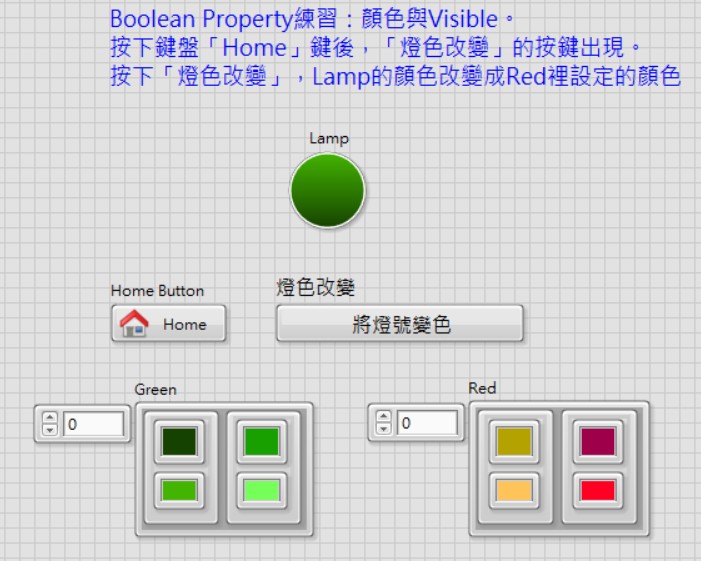 Boolean Property練習：顏色與Visible。
按下鍵盤「Home」鍵後，「燈色改變」的按鍵出現。
按下「燈色改變」，Lamp的顏色改變成Red裡設定的顏色
Lamp
Home Button
燈色改變
Home
將燈號變色
Green
Red
0
0